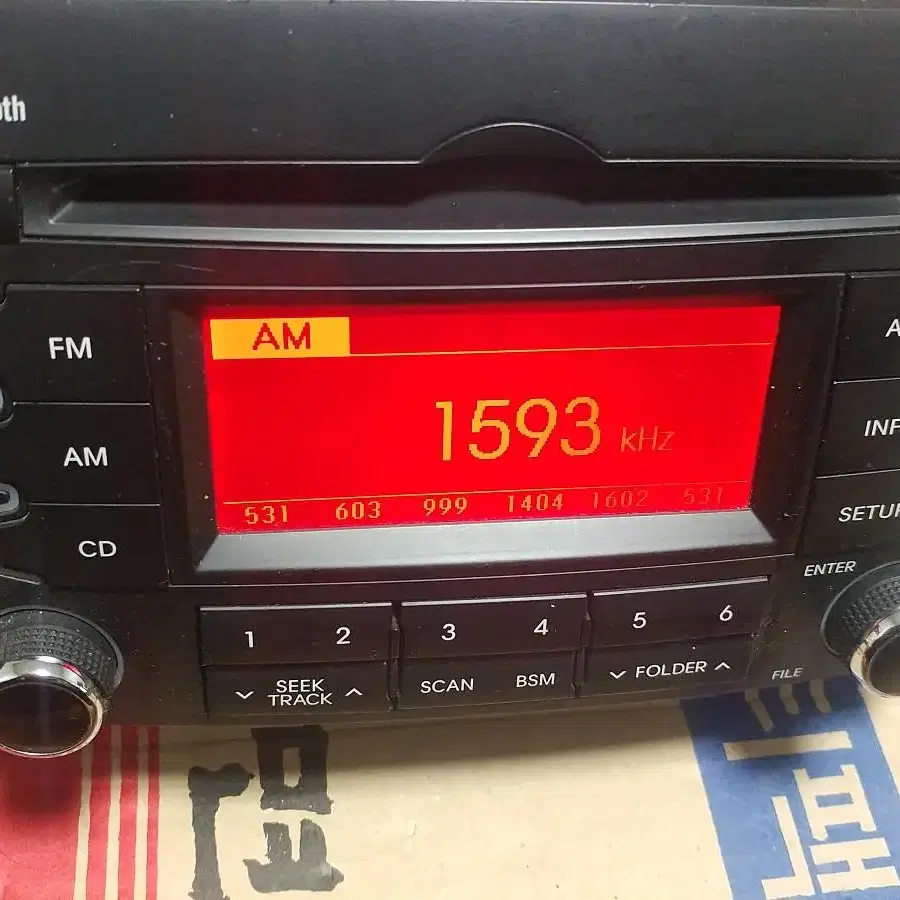 oth
FM
AM
CD
AM
1593 kHz
531 603 999 1404 1602 531
SETUP
ENTER
1 2 3 4 5 6
SEEK
TRACK
SCAN BSM
FOLDER
FILE